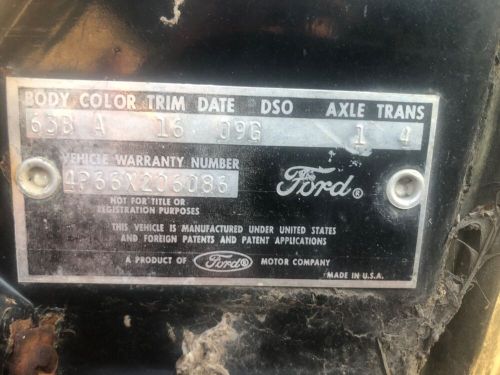 BODY COLOR TRIM DATE DSO AXLE TRANS
63B A 16 09G 1 4
VEHICLE WARRANTY NUMBER
4P66X206086
Ford®
NOT FOR TITLE OR
REGISTRATION PURPOSES
THIS VEHICLE IS MANUFACTURED UNDER UNITED STATES
AND FOREIGN PATENTS AND PATENT APPLICATIONS
A PRODUCT OF Ford® MOTOR COMPANY
MADE IN U.S.A.